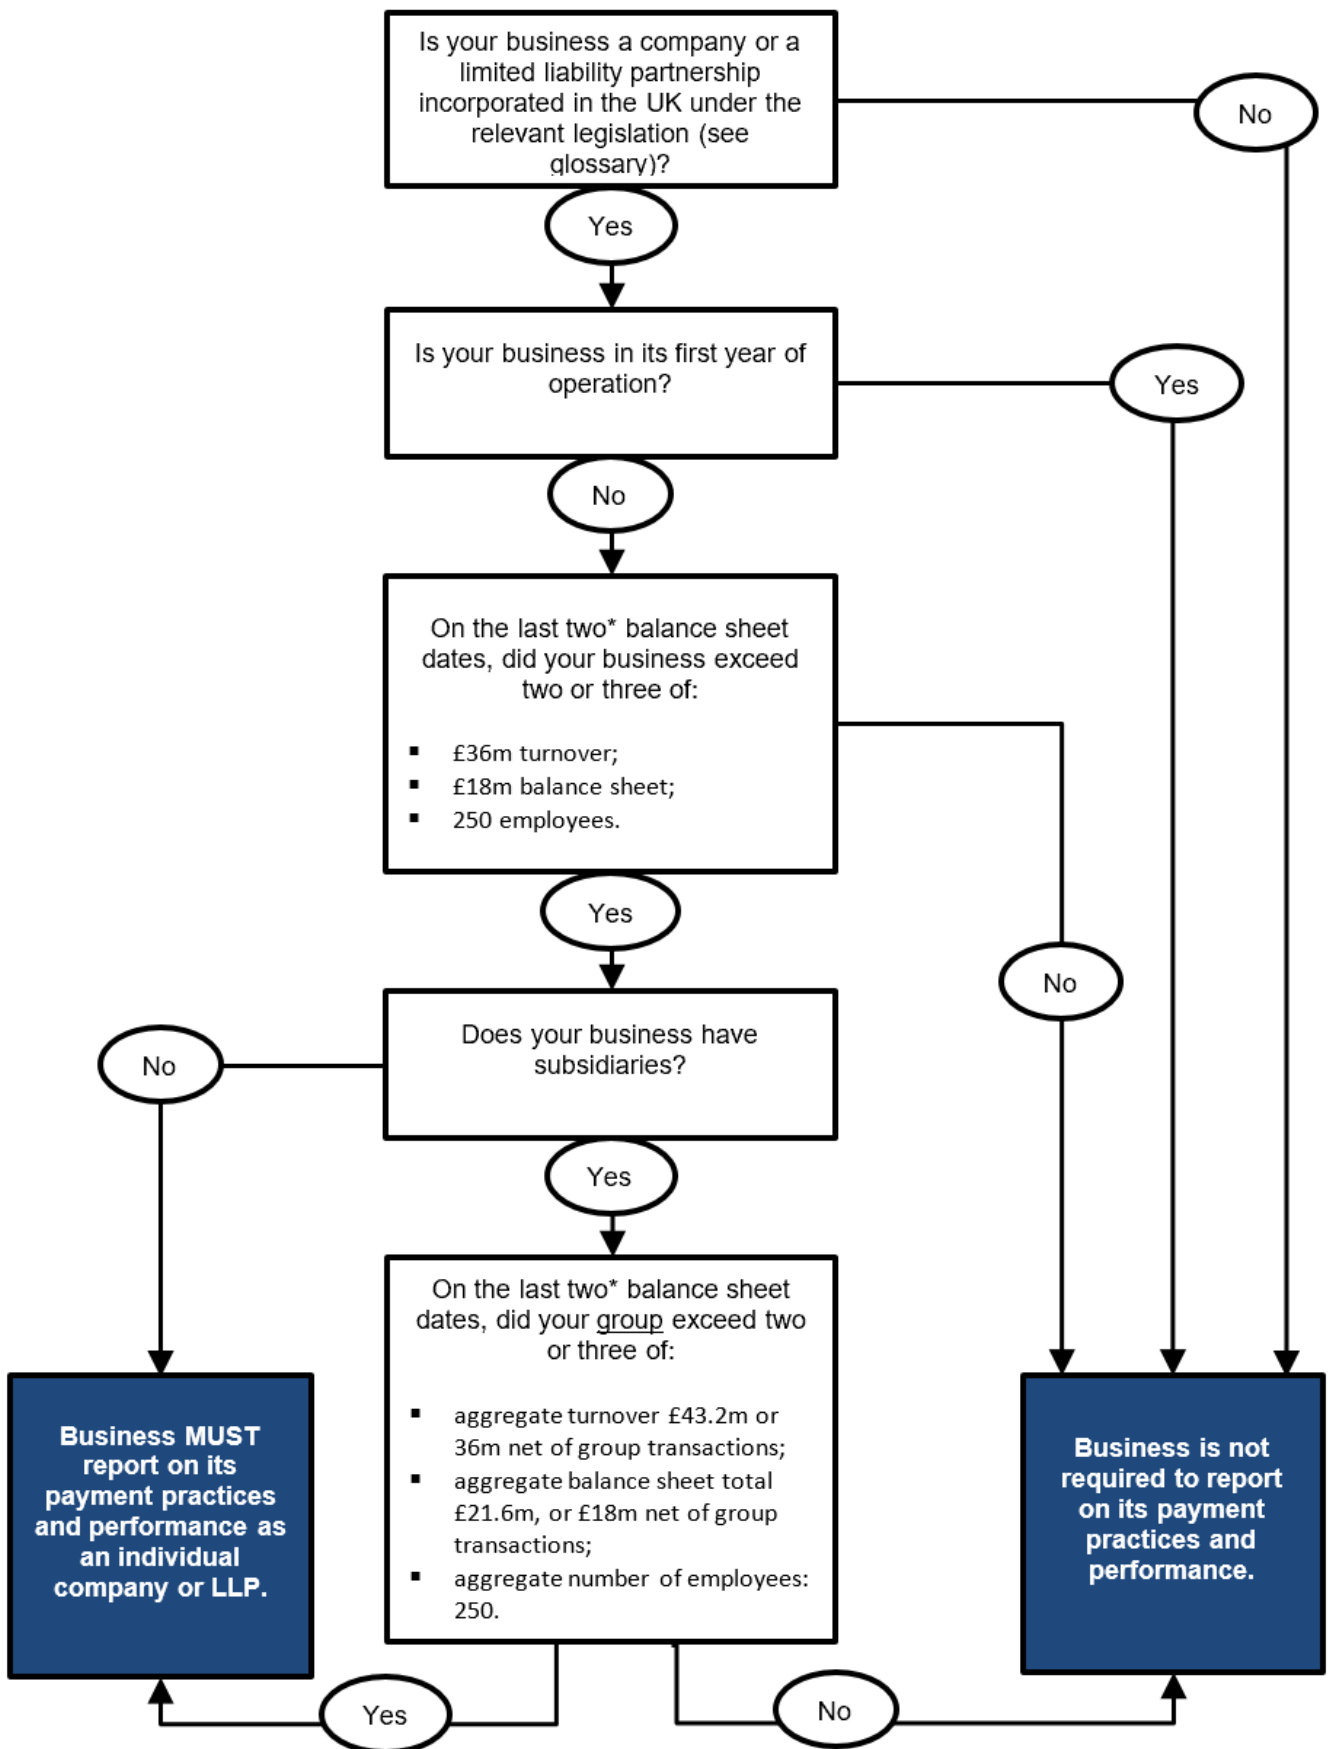 Is your business a company or a
limited liability partnership
incorporated in the UK under the
relevant legislation (see
glossary)?
No
Yes
Is your business in its first year of
operation?
Yes
No
On the last two* balance sheet
dates, did your business exceed
two or three of:
▪ £36m turnover;
▪ £18m balance sheet;
▪ 250 employees.
Yes
No
Does your business have
subsidiaries?
No
Yes
On the last two* balance sheet
dates, did your group exceed two
or three of:
▪ aggregate turnover £43.2m or
36m net of group transactions;
▪ aggregate balance sheet total
£21.6m, or £18m net of group
transactions;
▪ aggregate number of employees:
250.
Business MUST
report on its
payment practices
and performance as
an individual
company or LLP.
Business is not
required to report
on its payment
practices and
performance.
Yes
No